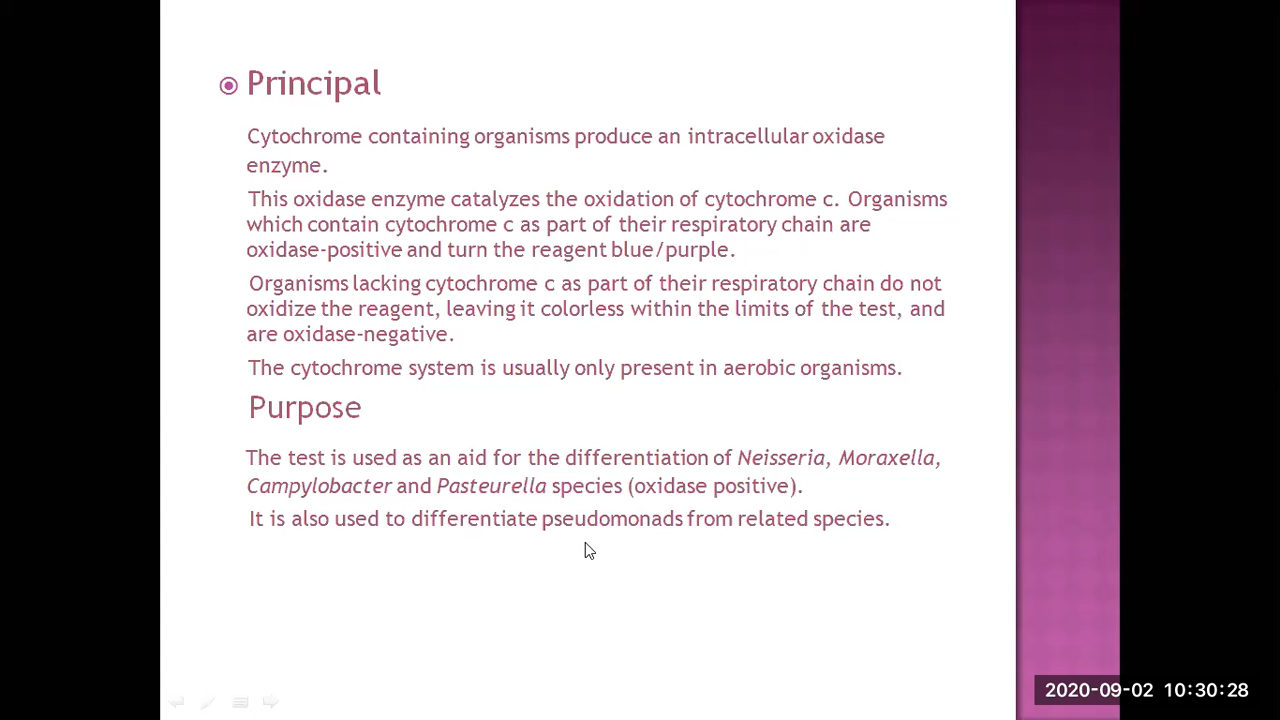 Principal
Cytochrome containing organisms produce an intracellular oxidase
enzyme.
This oxidase enzyme catalyzes the oxidation of cytochrome c. Organisms
which contain cytochrome c as part of their respiratory chain are
oxidase-positive and turn the reagent blue/purple.
Organisms lacking cytochrome c as part of their respiratory chain do not
oxidize the reagent, leaving it colorless within the limits of the test, and
are oxidase-negative.
The cytochrome system is usually only present in aerobic organisms.
Purpose
The test is used as an aid for the differentiation of Neisseria, Moraxella,
Campylobacter and Pasteurella species (oxidase positive).
It is also used to differentiate pseudomonads from related species.
2020-09-02 10:30:28